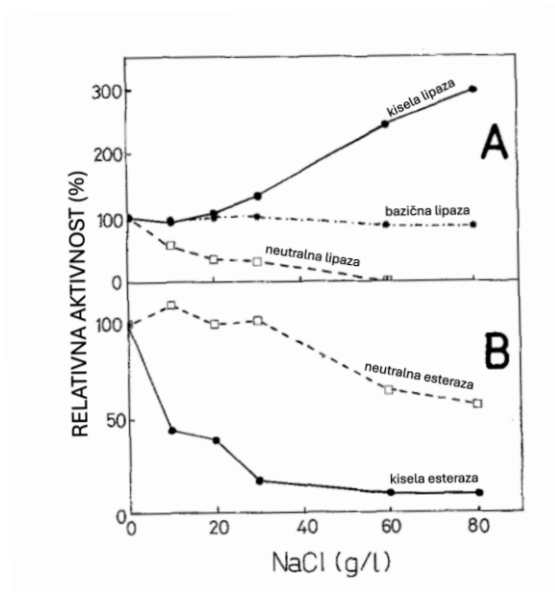 RELATIVNA AKTIVNOST (%)
300
200
100
0
kisela lipaza
A
bazična lipaza
neutralna lipaza
100
50
0
B
neutralna esteraza
kisela esteraza
0 20 40 60 80
NaCl (g/l)